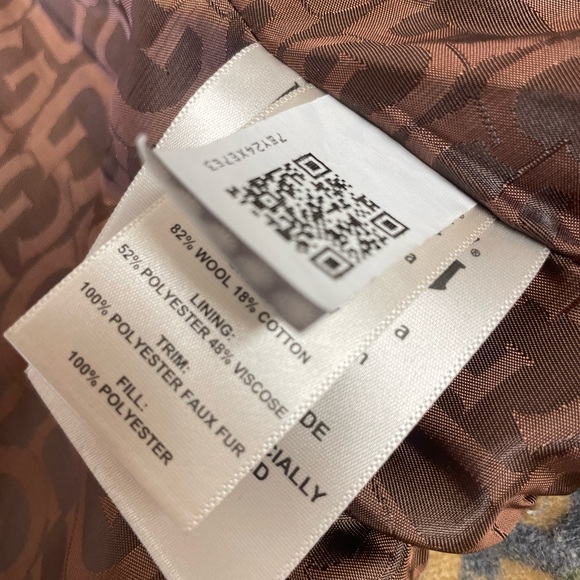 7EY24XE7E3
82% WOOL 18% COTTON
LINING:
52% POLYESTER 48% VISCOSE
TRIM:
100% POLYESTER FAUX FUR
FILL:
100% POLYESTER
DE
CIALLY
D
a
a
l®